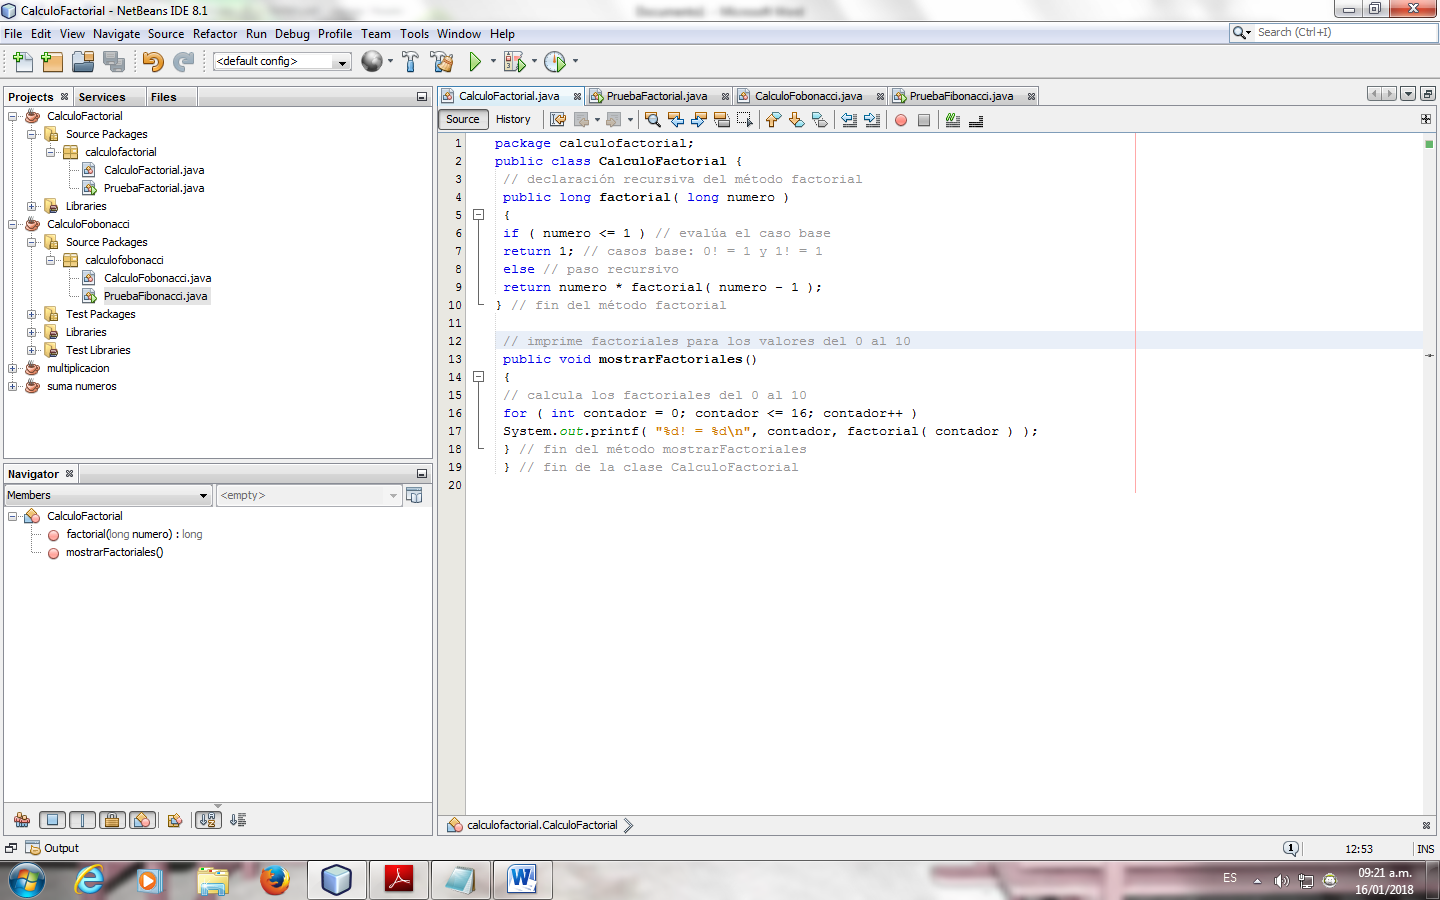 CalculoFactorial - NetBeans IDE 8.1
Documento1 - Microsoft Word
File Edit View Navigate Source Refactor Run Debug Profile Team Tools Window Help
Search (Ctrl+I)
<default config>
Projects Services Files
CalculoFactorial
Source Packages
calculofactorial
CalculoFactorial.java
PruebaFactorial.java
Libraries
CalculoFobonacci
Source Packages
calculofobonacci
CalculoFobonacci.java
PruebaFibonacci.java
Test Packages
Libraries
Test Libraries
multiplicacion
suma numeros
Navigator
Members <empty>
CalculoFactorial
factorial(long numero) : long
mostrarFactoriales()
CalculoFactorial.java PruebaFactorial.java CalculoFobonacci.java PruebaFibonacci.java
Source History
1 package calculofactorial;
2 public class CalculoFactorial {
3 // declaración recursiva del método factorial
4 public long factorial( long numero )
5 {
6 if ( numero <= 1 ) // evalúa el caso base
7 return 1; // casos base: 0! = 1 y 1! = 1
8 else // paso recursivo
9 return numero * factorial( numero - 1 );
10 } // fin del método factorial
11
12 // imprime factoriales para los valores del 0 al 10
13 public void mostrarFactoriales()
14 {
15 // calcula los factoriales del 0 al 10
16 for ( int contador = 0; contador <= 16; contador++ )
17 System.out.printf( "%d! = %d\n", contador, factorial( contador ) );
18 } // fin del método mostrarFactoriales
19 } // fin de la clase CalculoFactorial
20
calculofactorial.CalculoFactorial
Output
1 12:53 INS
ES 09:21 a.m.
16/01/2018